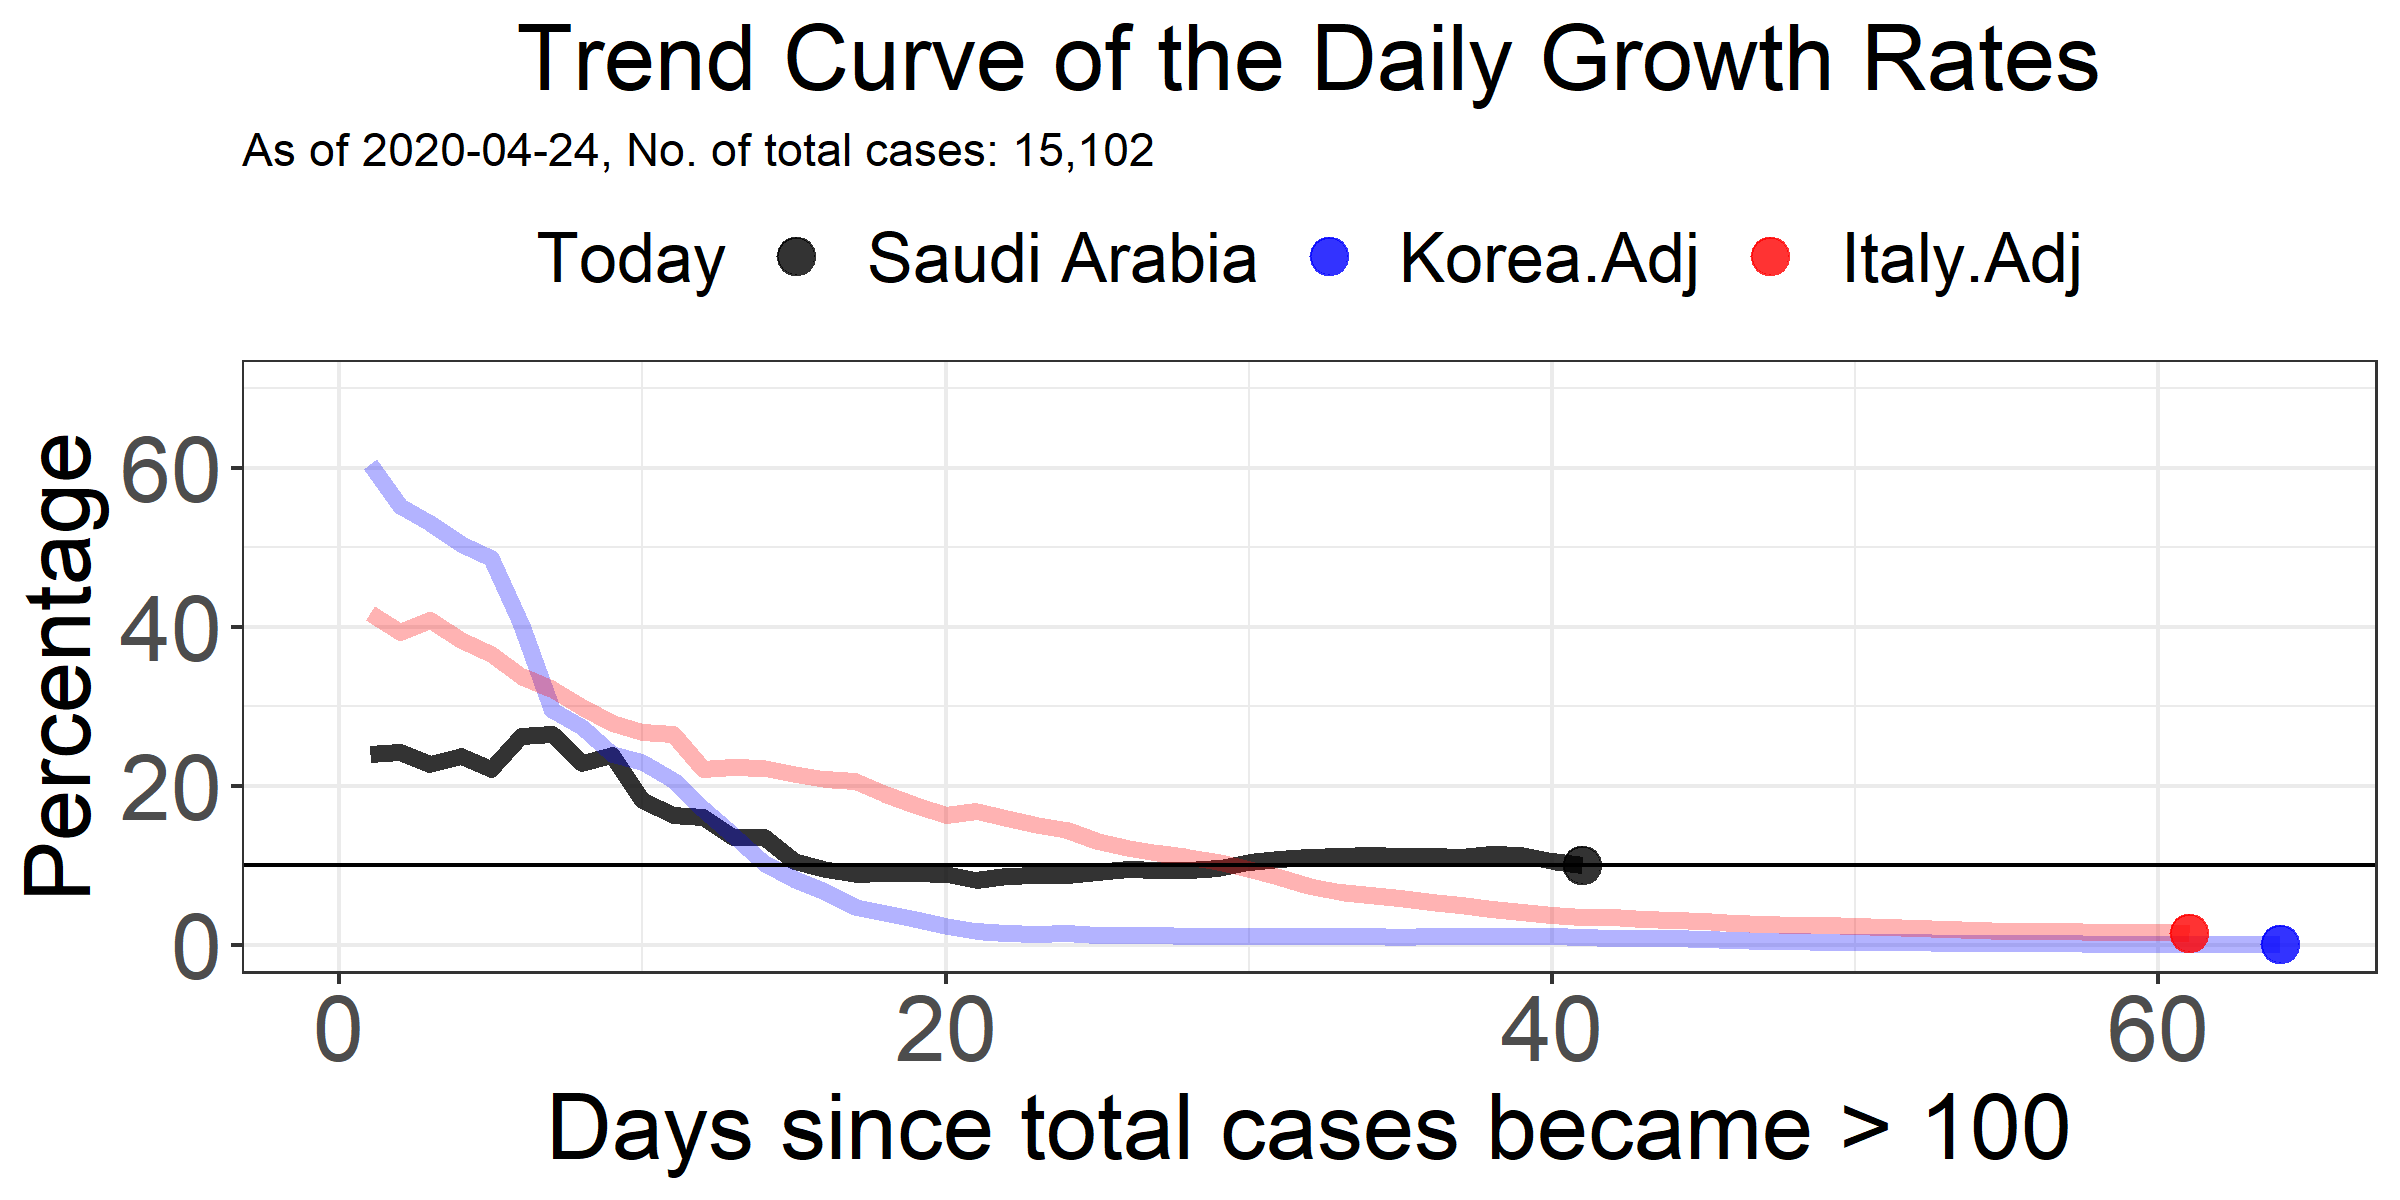 Trend Curve of the Daily Growth Rates
As of 2020-04-24, No. of total cases: 15,102
Today Saudi Arabia Korea.Adj Italy.Adj
Percentage
60
40
20
0
0 20 40 60
Days since total cases became > 100